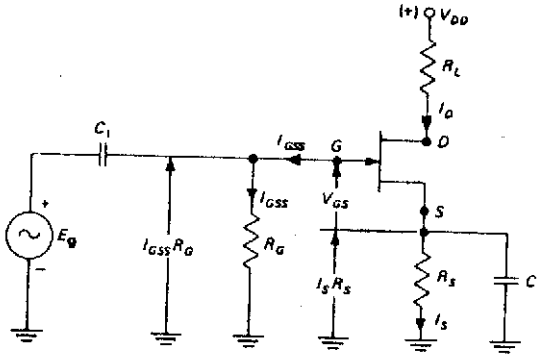 (+) V_DD
R_L
I_D
C_1
I_GSS
G
D
+
E_g
−
I_GSS R_G
I_GSS
R_G
V_GS
S
I_S R_S
R_S
C
I_S